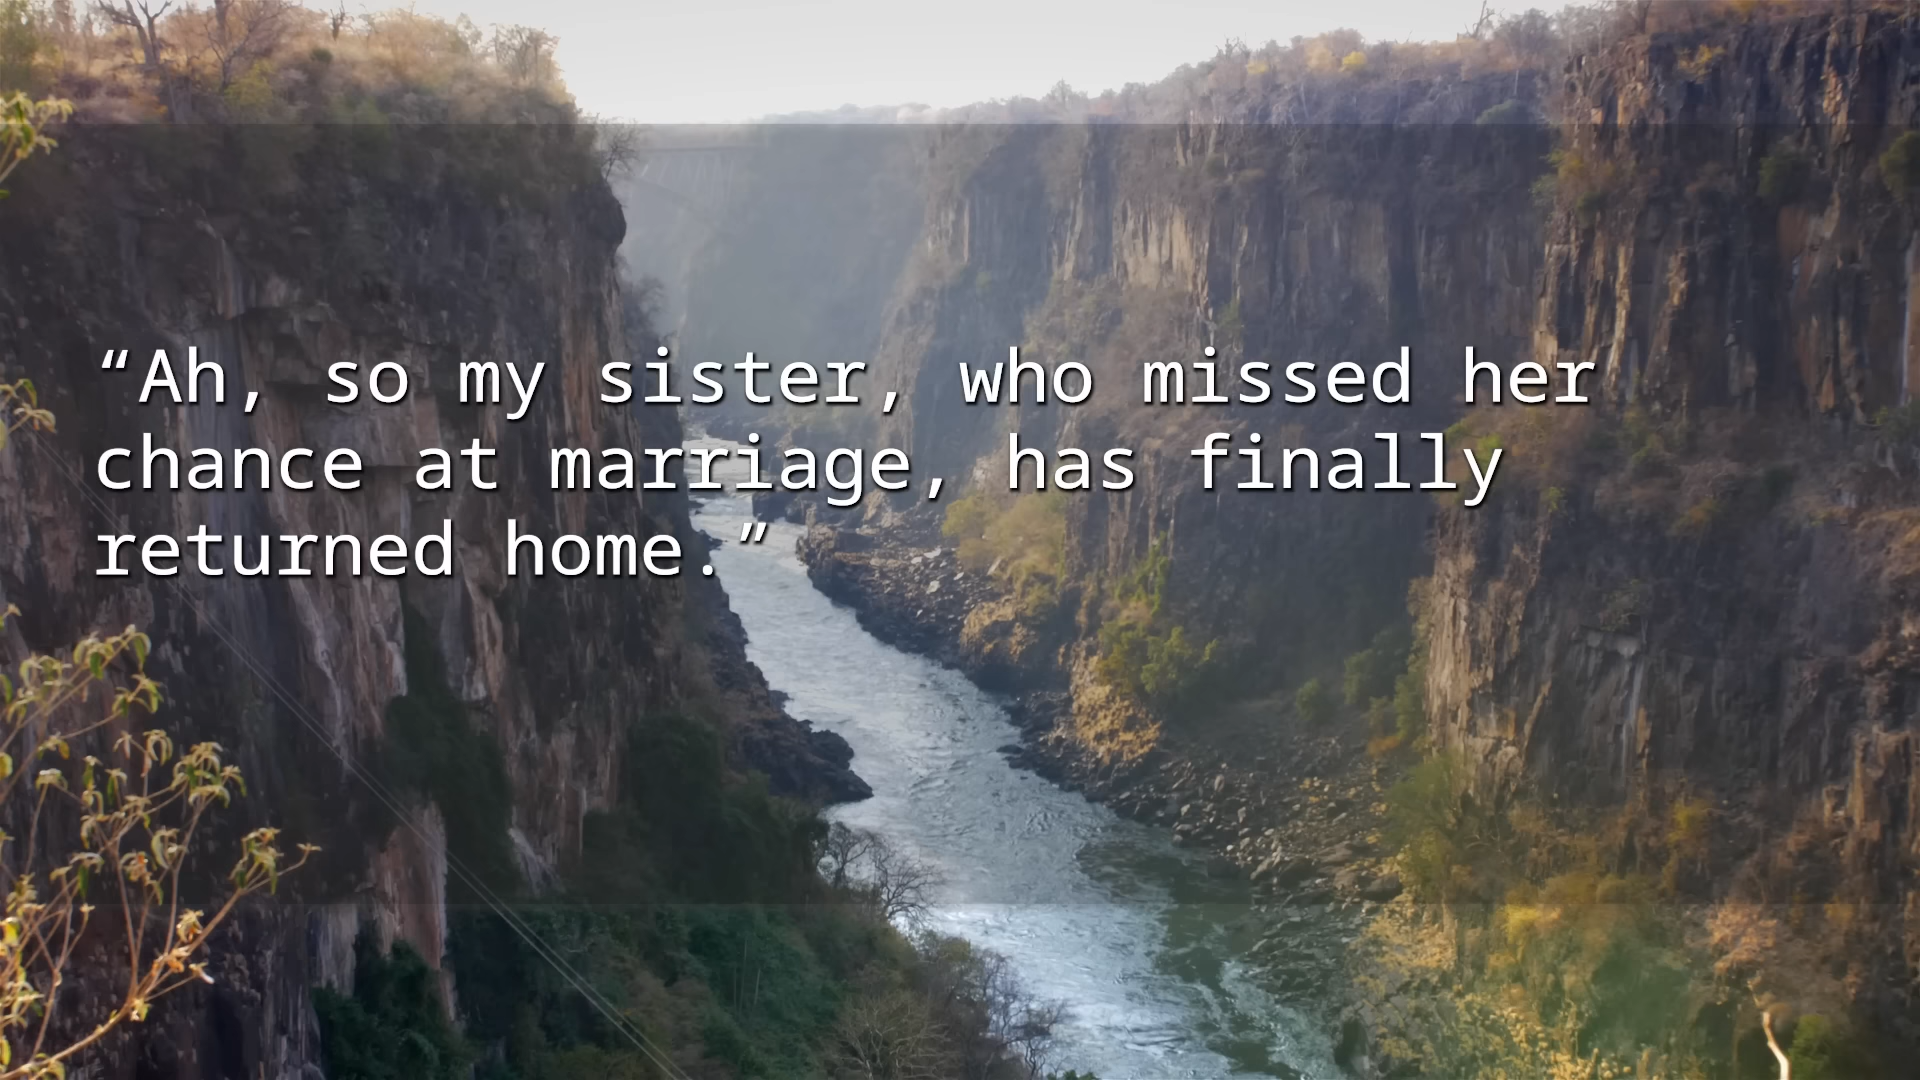 “Ah, so my sister, who missed her
chance at marriage, has finally
returned home.”